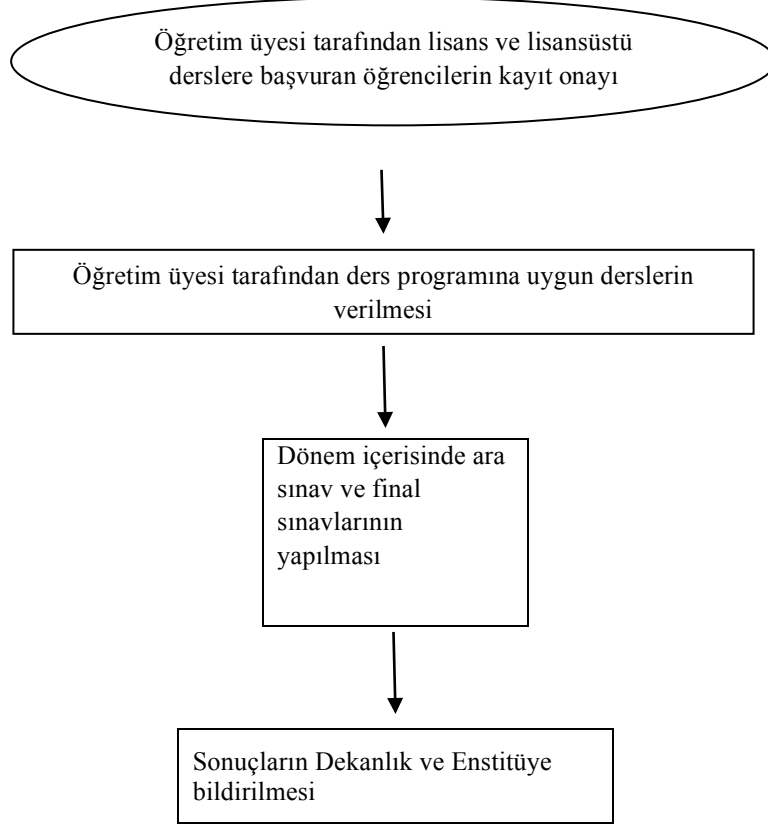 Öğretim üyesi tarafından lisans ve lisansüstü
derslere başvuran öğrencilerin kayıt onayı
Öğretim üyesi tarafından ders programına uygun derslerin
verilmesi
Dönem içerisinde ara
sınav ve final
sınavlarının
yapılması
Sonuçların Dekanlık ve Enstitüye
bildirilmesi